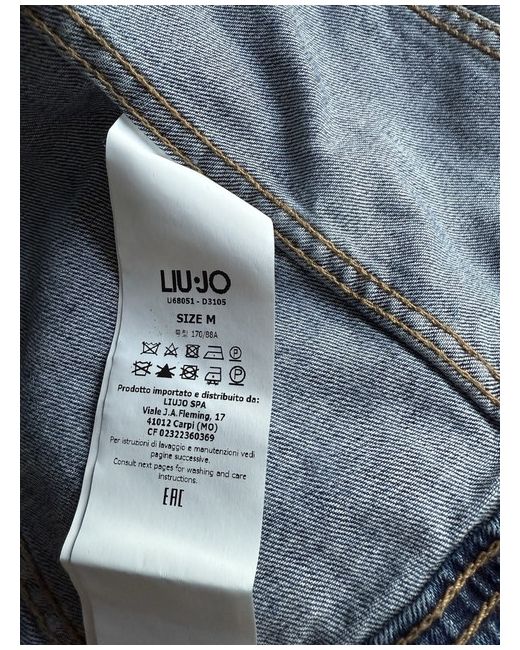 LIU·JO
U68051 - D3105
SIZE M
170/88A
Prodotto importato e distribuito da:
LIUJO SPA
Viale J.A.Fleming, 17
41012 Carpi (MO)
CF 02322360369
Per istruzioni di lavaggio e manutenzioni vedi
pagine successive.
Consult next pages for washing and care
instructions.
EAC